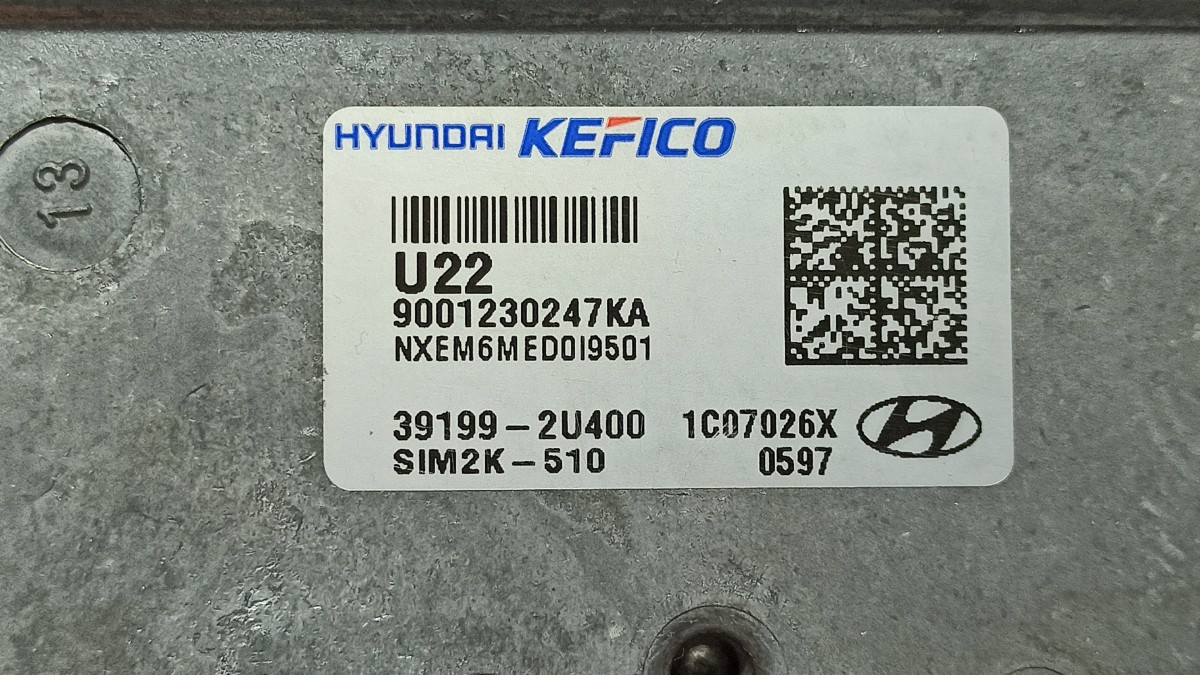 13
HYUNDAI KEFICO
U22
9001230247KA
NXEM6MED0I9501
39199-2U400 1C07026X
SIM2K-510 0597